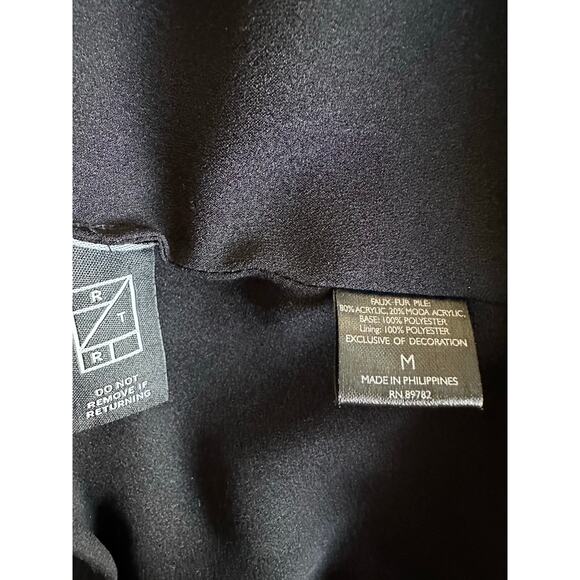 R
T
R
DO NOT
REMOVE IF
RETURNING
FAUX-FUR PILE:
80% ACRYLIC, 20% MODA ACRYLIC,
BASE: 100% POLYESTER
Lining: 100% POLYESTER
EXCLUSIVE OF DECORATION
M
MADE IN PHILIPPINES
RN 89782